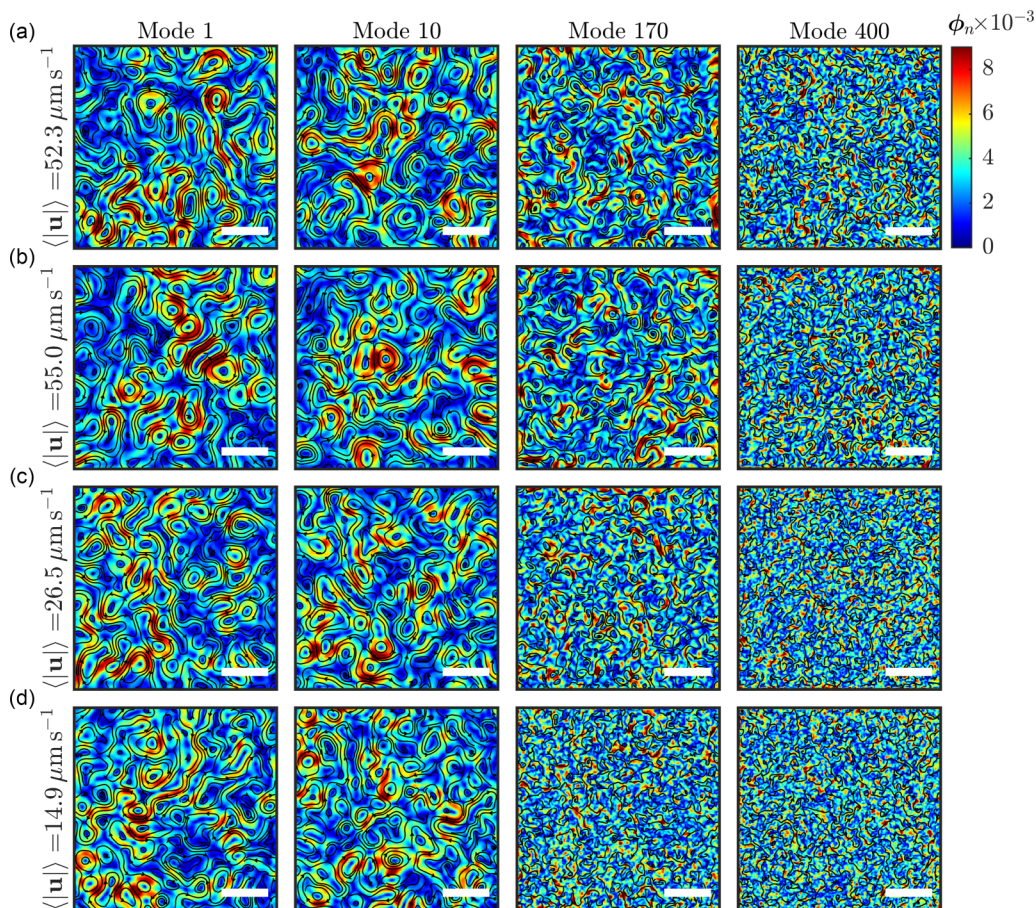 (a)
Mode 1
Mode 10
Mode 170
Mode 400
ϕₙ×10⁻³
⟨|𝐮|⟩ =52.3 μm s⁻¹
8
6
4
2
0
(b)
⟨|𝐮|⟩ =55.0 μm s⁻¹
(c)
⟨|𝐮|⟩ =26.5 μm s⁻¹
(d)
⟨|𝐮|⟩ =14.9 μm s⁻¹